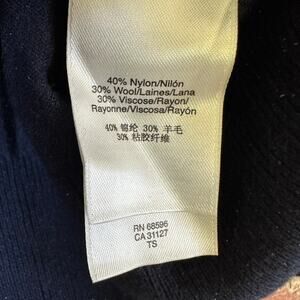 40% Nylon/Nilón
30% Wool/Laines/Lana
30% Viscose/Rayon/
Rayonne/Viscosa/Rayón
40% 锦纶 30% 羊毛
30% 粘胶纤维
RN 68596
CA 31127
TS